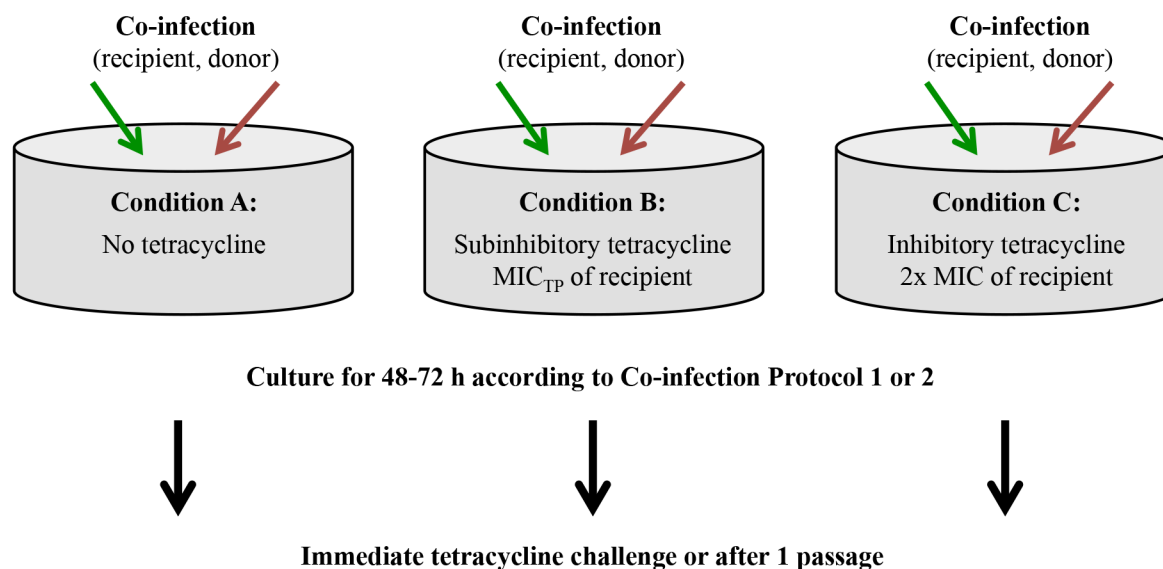 Co-infection
(recipient, donor)
Co-infection
(recipient, donor)
Co-infection
(recipient, donor)
Condition A:
No tetracycline
Condition B:
Subinhibitory tetracycline
MICTP of recipient
Condition C:
Inhibitory tetracycline
2x MIC of recipient
Culture for 48-72 h according to Co-infection Protocol 1 or 2
Immediate tetracycline challenge or after 1 passage